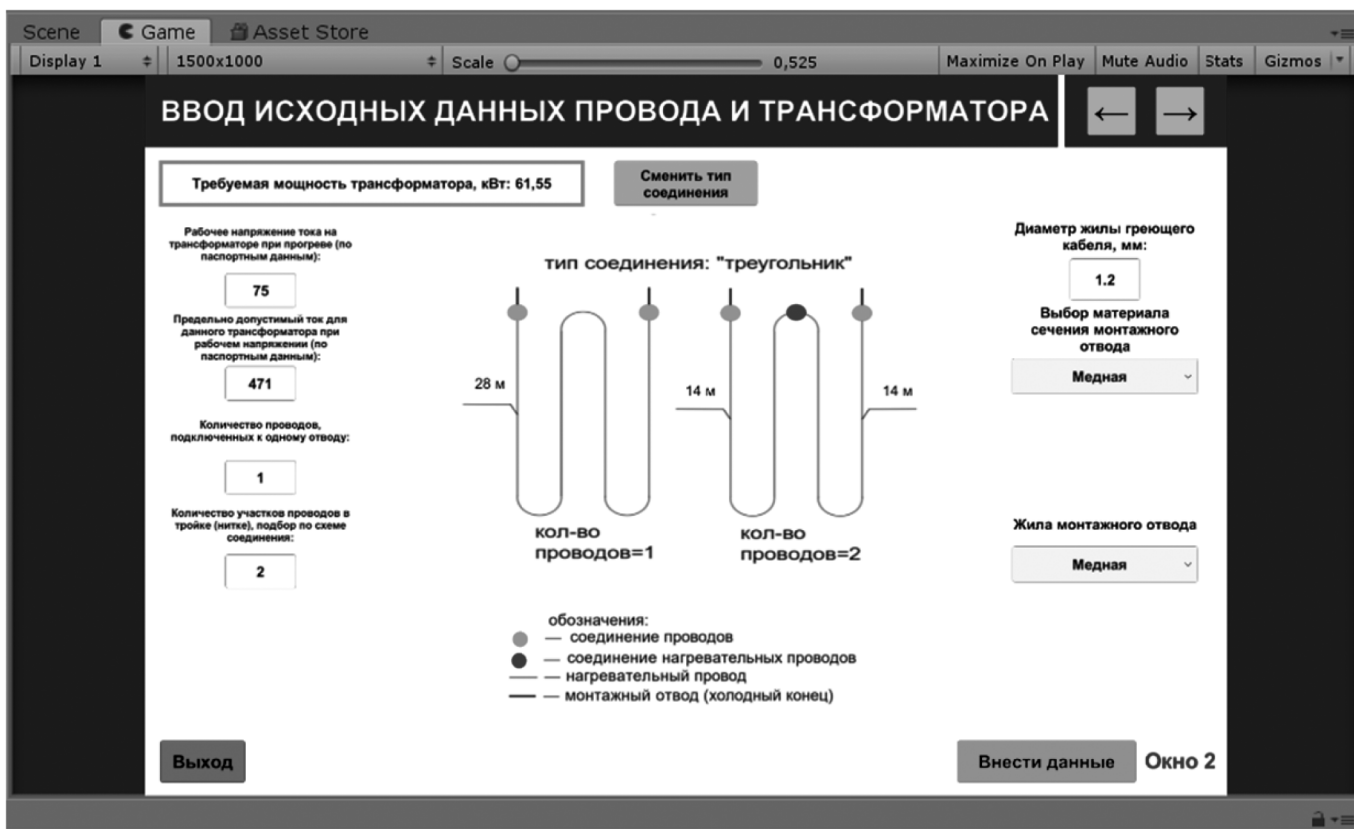 Scene
Game
Asset Store
Display 1
1500x1000
Scale
0,525
Maximize On Play
Mute Audio
Stats
Gizmos
ВВОД ИСХОДНЫХ ДАННЫХ ПРОВОДА И ТРАНСФОРМАТОРА
← →
Требуемая мощность трансформатора, кВт: 61,55
Сменить тип
соединения
Рабочее напряжение тока на
трансформаторе при прогреве (по
паспортным данным):
75
Предельно допустимый ток для
данного трансформатора при
рабочем напряжении (по
паспортным данным):
471
Количество проводов,
подключенных к одному отводу:
1
Количество участков проводов в
тройке (нитке), подбор по схеме
соединения:
2
тип соединения: "треугольник"
28 м
14 м
14 м
кол-во
проводов=1
кол-во
проводов=2
обозначения:
— соединение проводов
— соединение нагревательных проводов
— нагревательный провод
— монтажный отвод (холодный конец)
Диаметр жилы греющего
кабеля, мм:
1.2
Выбор материала
сечения монтажного
отвода
Медная
Жила монтажного отвода
Медная
Выход
Внести данные
Окно 2